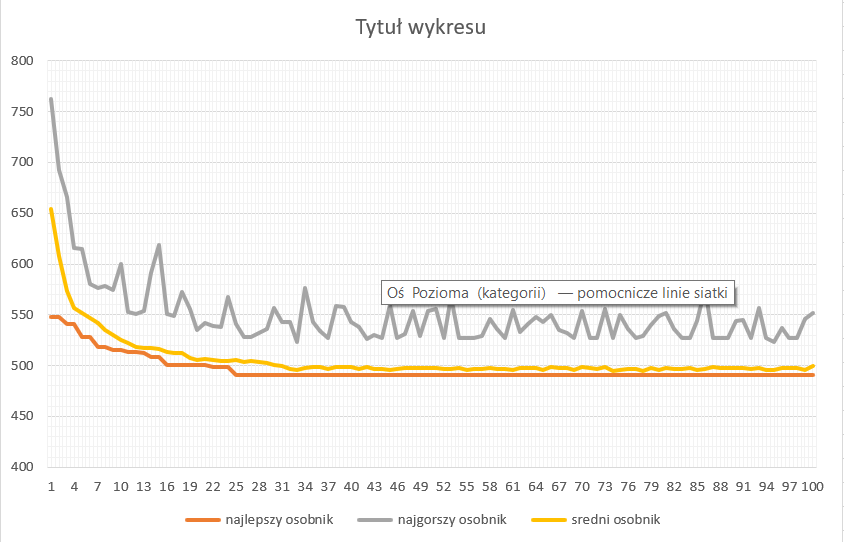 Tytuł wykresu
800
750
700
650
600
550
500
450
400
Oś Pozioma (kategorii) — pomocnicze linie siatki
1 4 7 10 13 16 19 22 25 28 31 34 37 40 43 46 49 52 55 58 61 64 67 70 73 76 79 82 85 88 91 94 97 100
najlepszy osobnik najgorszy osobnik sredni osobnik